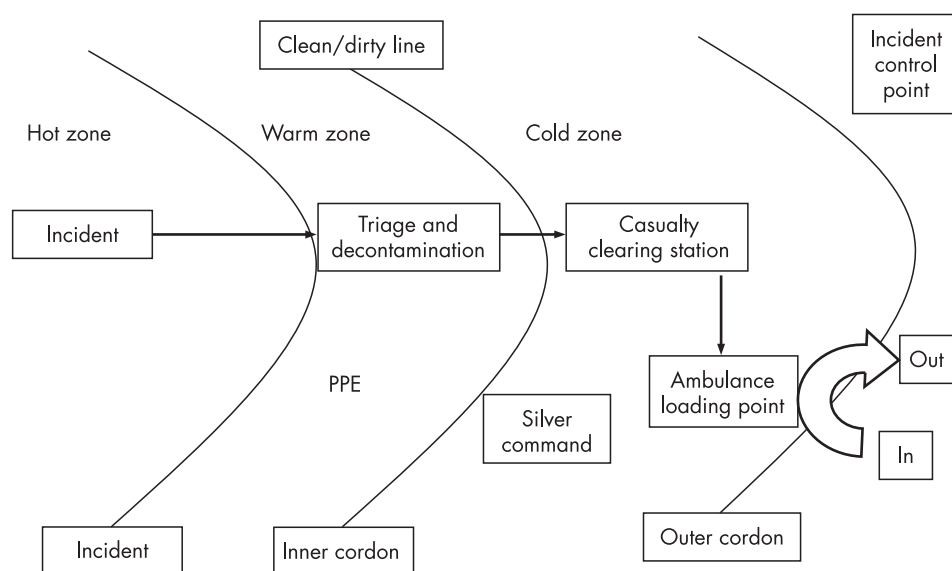 Clean/dirty line
Incident
control
point
Hot zone
Warm zone
Cold zone
Incident
Triage and
decontamination
Casualty
clearing station
PPE
Ambulance
loading point
Out
Silver
command
In
Incident
Inner cordon
Outer cordon